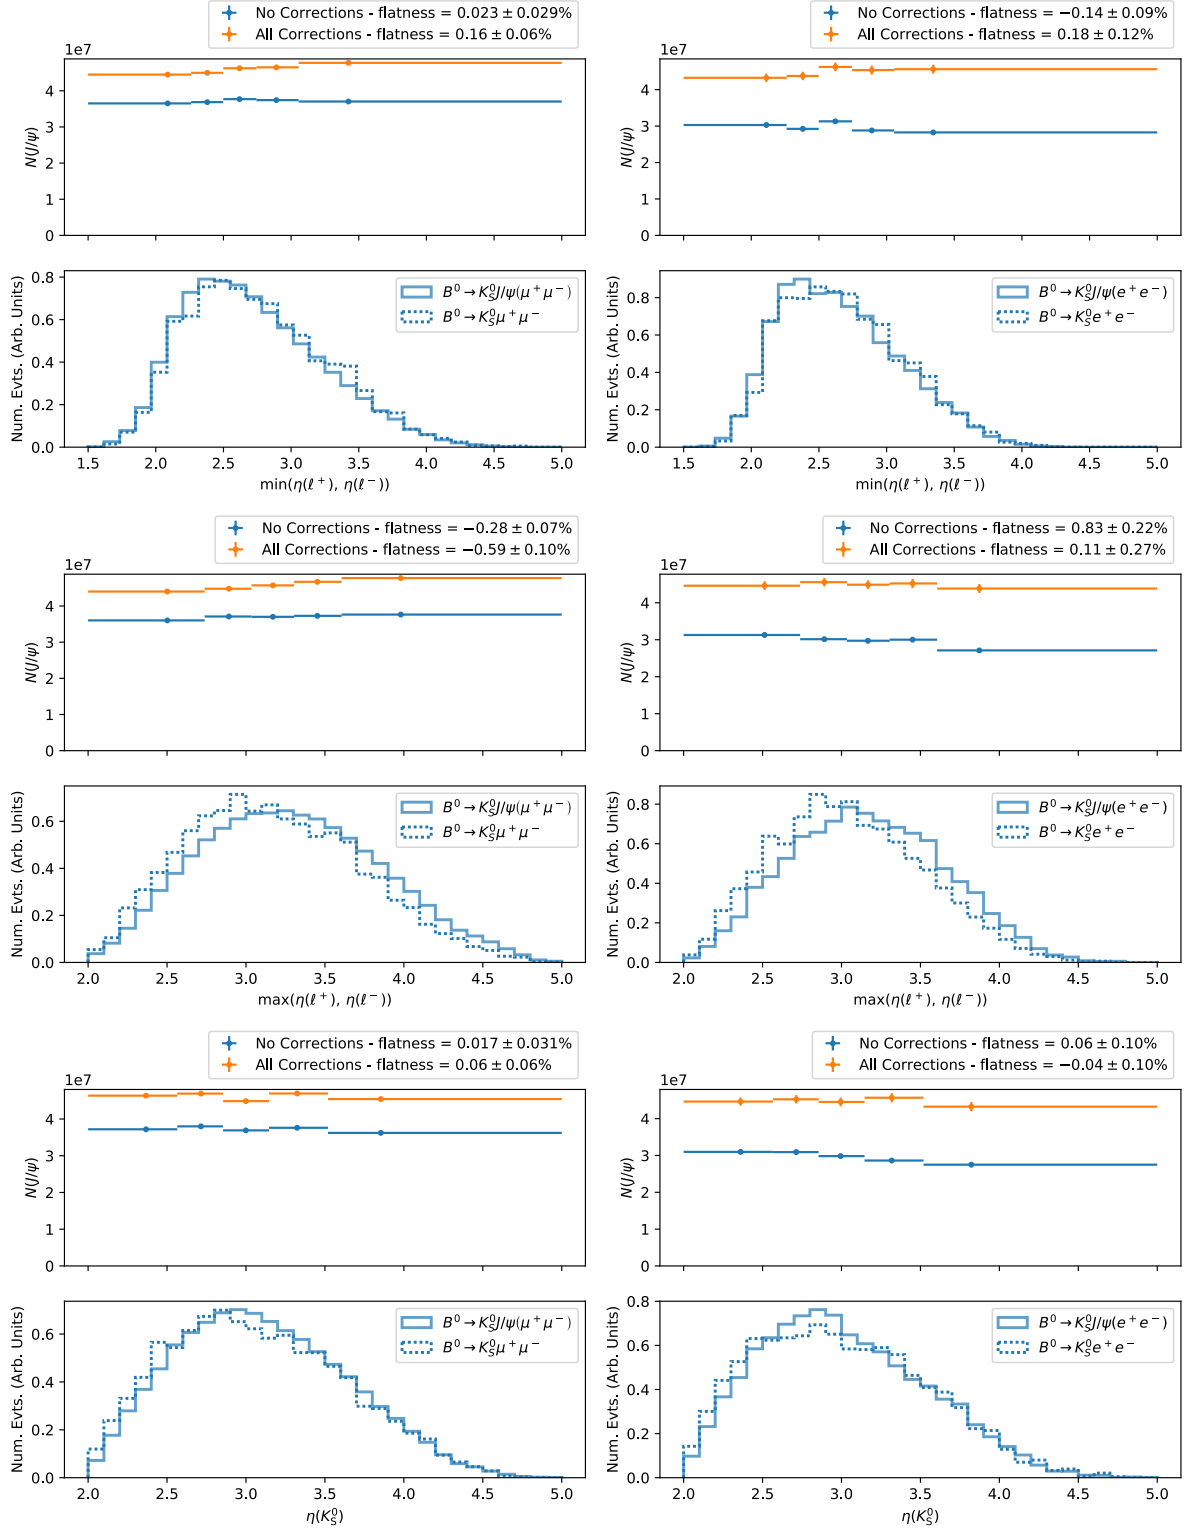 No Corrections - flatness = 0.023 ± 0.029%
All Corrections - flatness = 0.16 ± 0.06%
1e7
N(J/ψ)
4
3
2
1
0
No Corrections - flatness = −0.14 ± 0.09%
All Corrections - flatness = 0.18 ± 0.12%
1e7
N(J/ψ)
4
3
2
1
0
Num. Evts. (Arb. Units)
0.8
0.6
0.4
0.2
0.0
B⁰ → K_S⁰J/ψ(μ⁺μ⁻)
B⁰ → K_S⁰μ⁺μ⁻
1.5 2.0 2.5 3.0 3.5 4.0 4.5 5.0
min(η(ℓ⁺), η(ℓ⁻))
Num. Evts. (Arb. Units)
0.8
0.6
0.4
0.2
0.0
B⁰ → K_S⁰J/ψ(e⁺e⁻)
B⁰ → K_S⁰e⁺e⁻
1.5 2.0 2.5 3.0 3.5 4.0 4.5 5.0
min(η(ℓ⁺), η(ℓ⁻))
No Corrections - flatness = −0.28 ± 0.07%
All Corrections - flatness = −0.59 ± 0.10%
1e7
N(J/ψ)
4
3
2
1
0
No Corrections - flatness = 0.83 ± 0.22%
All Corrections - flatness = 0.11 ± 0.27%
1e7
N(J/ψ)
4
3
2
1
0
Num. Evts. (Arb. Units)
0.6
0.4
0.2
0.0
B⁰ → K_S⁰J/ψ(μ⁺μ⁻)
B⁰ → K_S⁰μ⁺μ⁻
2.0 2.5 3.0 3.5 4.0 4.5 5.0
max(η(ℓ⁺), η(ℓ⁻))
Num. Evts. (Arb. Units)
0.8
0.6
0.4
0.2
0.0
B⁰ → K_S⁰J/ψ(e⁺e⁻)
B⁰ → K_S⁰e⁺e⁻
2.0 2.5 3.0 3.5 4.0 4.5 5.0
max(η(ℓ⁺), η(ℓ⁻))
No Corrections - flatness = 0.017 ± 0.031%
All Corrections - flatness = 0.06 ± 0.06%
1e7
N(J/ψ)
4
3
2
1
0
No Corrections - flatness = 0.06 ± 0.10%
All Corrections - flatness = −0.04 ± 0.10%
1e7
N(J/ψ)
4
3
2
1
0
Num. Evts. (Arb. Units)
0.6
0.4
0.2
0.0
B⁰ → K_S⁰J/ψ(μ⁺μ⁻)
B⁰ → K_S⁰μ⁺μ⁻
2.0 2.5 3.0 3.5 4.0 4.5 5.0
η(K_S⁰)
Num. Evts. (Arb. Units)
0.8
0.6
0.4
0.2
0.0
B⁰ → K_S⁰J/ψ(e⁺e⁻)
B⁰ → K_S⁰e⁺e⁻
2.0 2.5 3.0 3.5 4.0 4.5 5.0
η(K_S⁰)